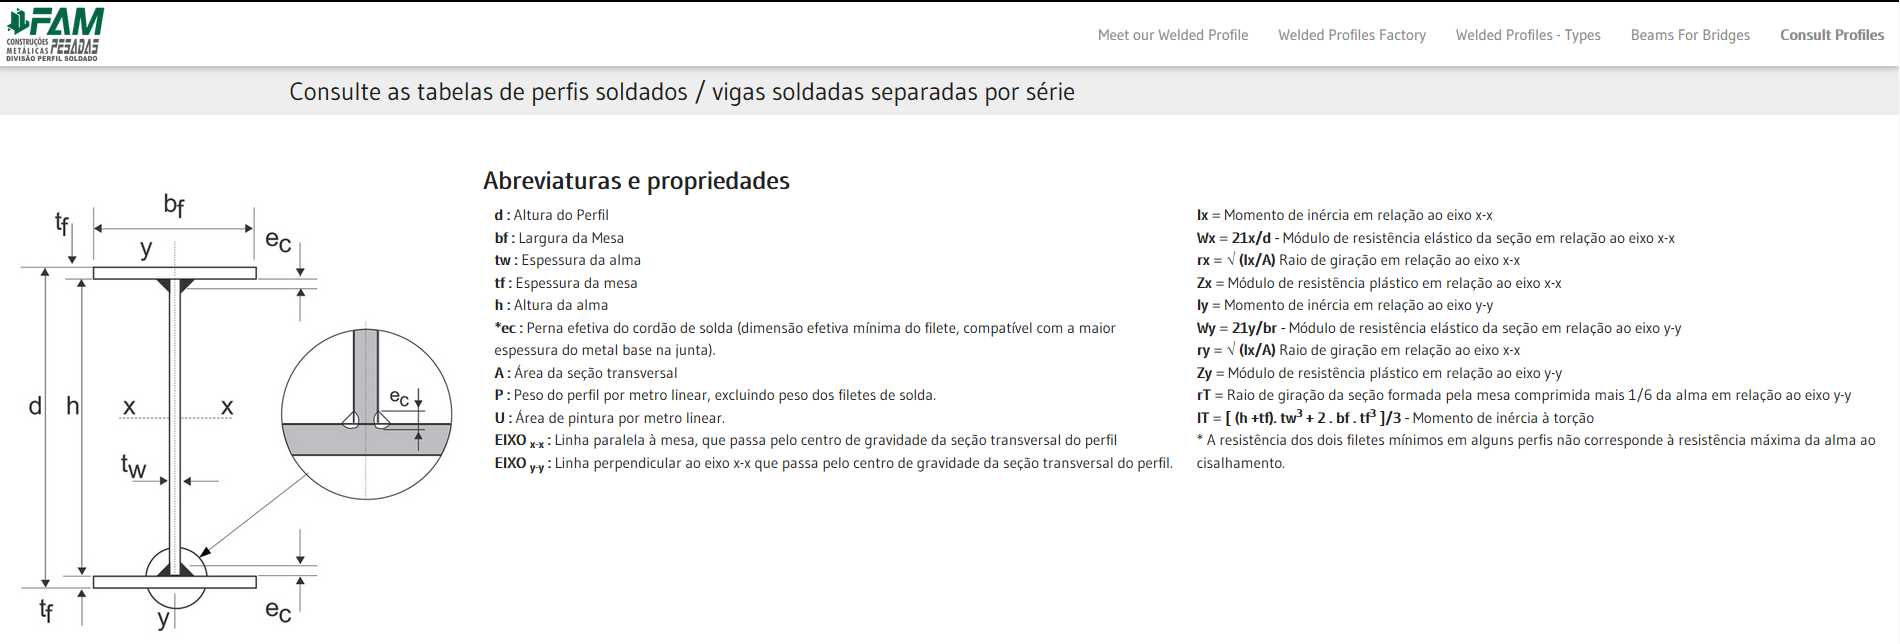 FAM
CONSTRUÇÕES
METÁLICAS PESADAS
DIVISÃO PERFIL SOLDADO
Meet our Welded Profile
Welded Profiles Factory
Welded Profiles - Types
Beams For Bridges
Consult Profiles
Consulte as tabelas de perfis soldados / vigas soldadas separadas por série
bf
tf
y
ec
d
h
x
x
ec
tw
tf
y
ec
Abreviaturas e propriedades
d : Altura do Perfil
bf : Largura da Mesa
tw : Espessura da alma
tf : Espessura da mesa
h : Altura da alma
*ec : Perna efetiva do cordão de solda (dimensão efetiva mínima do filete, compatível com a maior
espessura do metal base na junta).
A : Área da seção transversal
P : Peso do perfil por metro linear, excluindo peso dos filetes de solda.
U : Área de pintura por metro linear.
EIXO x-x : Linha paralela à mesa, que passa pelo centro de gravidade da seção transversal do perfil
EIXO y-y : Linha perpendicular ao eixo x-x que passa pelo centro de gravidade da seção transversal do perfil.
Ix = Momento de inércia em relação ao eixo x-x
Wx = 21x/d - Módulo de resistência elástico da seção em relação ao eixo x-x
rx = √ (Ix/A) Raio de giração em relação ao eixo x-x
Zx = Módulo de resistência plástico em relação ao eixo x-x
Iy = Momento de inércia em relação ao eixo y-y
Wy = 21y/br - Módulo de resistência elástico da seção em relação ao eixo y-y
ry = √ (Ix/A) Raio de giração em relação ao eixo x-x
Zy = Módulo de resistência plástico em relação ao eixo y-y
rT = Raio de giração da seção formada pela mesa comprimida mais 1/6 da alma em relação ao eixo y-y
IT = [ (h +tf). tw³ + 2 . bf . tf³ ]/3 - Momento de inércia à torção
* A resistência dos dois filetes mínimos em alguns perfis não corresponde à resistência máxima da alma ao
cisalhamento.